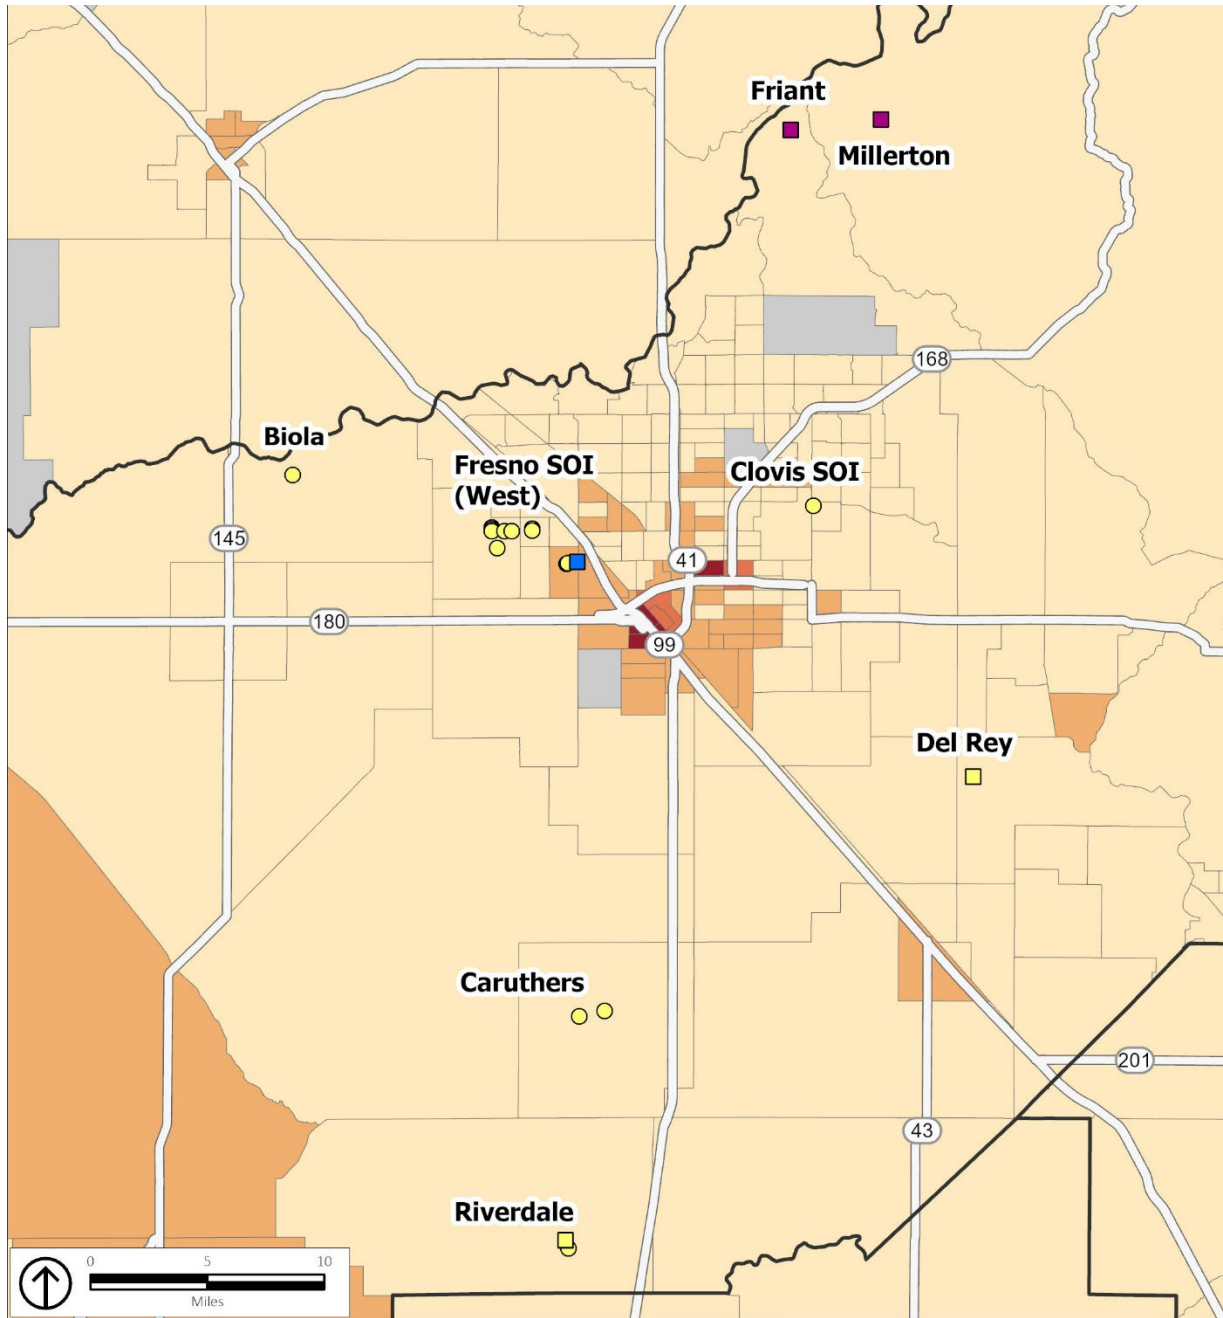 Friant
Millerton
168
Biola
Fresno SOI
(West)
Clovis SOI
145
41
180
99
Del Rey
Caruthers
201
43
Riverdale
0 5 10
Miles